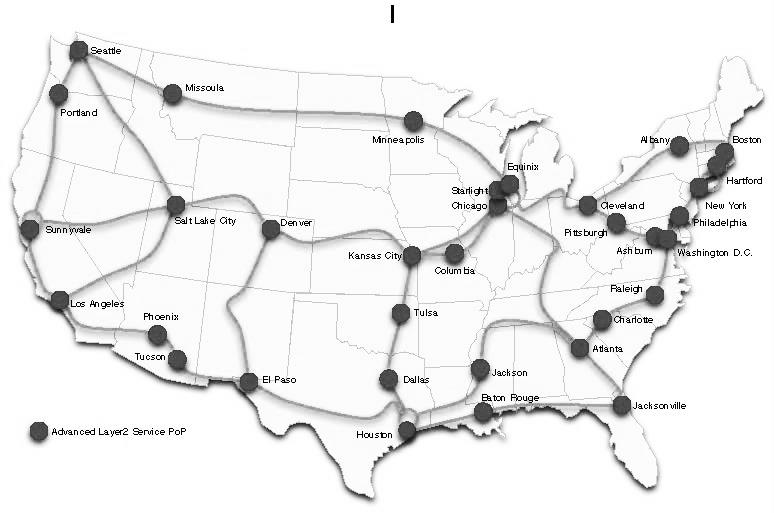 Seattle
Missoula
Portland
Minneapolis
Albany
Boston
Equinix
Hartford
Starlight
Chicago
Cleveland
New York
Salt Lake City
Denver
Philadelphia
Sunnyvale
Pittsburgh
Kansas City
Ashburn
Washington D.C.
Columbia
Raleigh
Los Angeles
Phoenix
Tulsa
Charlotte
Tucson
Atlanta
El Paso
Dallas
Jackson
Baton Rouge
Jacksonville
Advanced Layer2 Service PoP
Houston